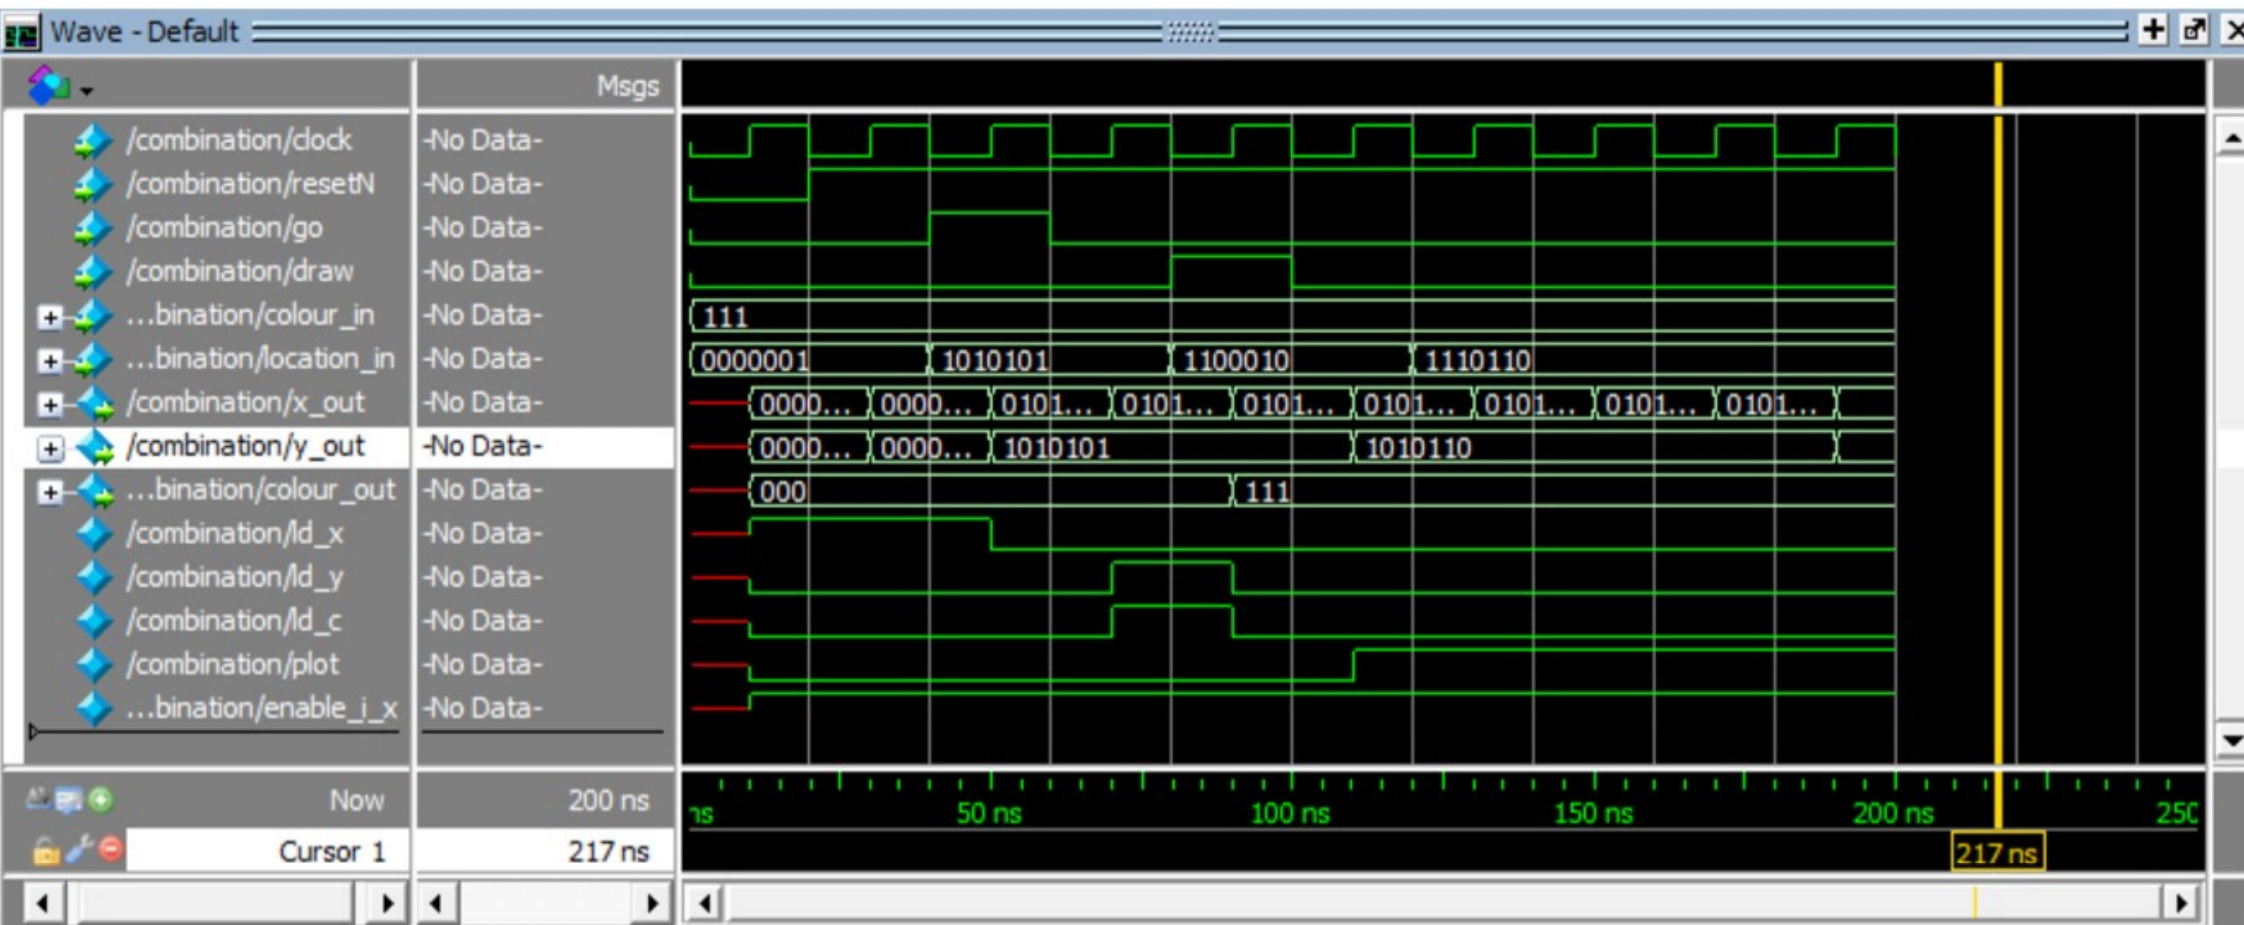 Wave - Default
Msgs
/combination/clock -No Data-
/combination/resetN -No Data-
/combination/go -No Data-
/combination/draw -No Data-
...bination/colour_in -No Data- 111
...bination/location_in -No Data- 0000001 1010101 1100010 1110110
/combination/x_out -No Data- 0000... 0000... 0101... 0101... 0101... 0101... 0101... 0101... 0101...
/combination/y_out -No Data- 0000... 0000... 1010101 1010110
...bination/colour_out -No Data- 000 111
/combination/ld_x -No Data-
/combination/ld_y -No Data-
/combination/ld_c -No Data-
/combination/plot -No Data-
...bination/enable_i_x -No Data-
Now 200 ns ns 50 ns 100 ns 150 ns 200 ns 250
Cursor 1 217 ns 217 ns